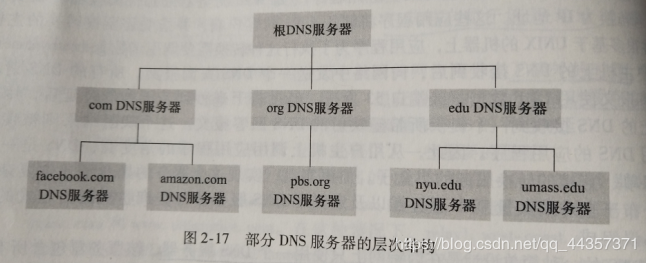 根DNS服务器
com DNS服务器
org DNS服务器
edu DNS服务器
facebook.com
DNS服务器
amazon.com
DNS服务器
pbs.org
DNS服务器
nyu.edu
DNS服务器
umass.edu
DNS服务器
图 2-17 部分 DNS 服务器的层次结构
https://blog.csdn.net/qq_44357371